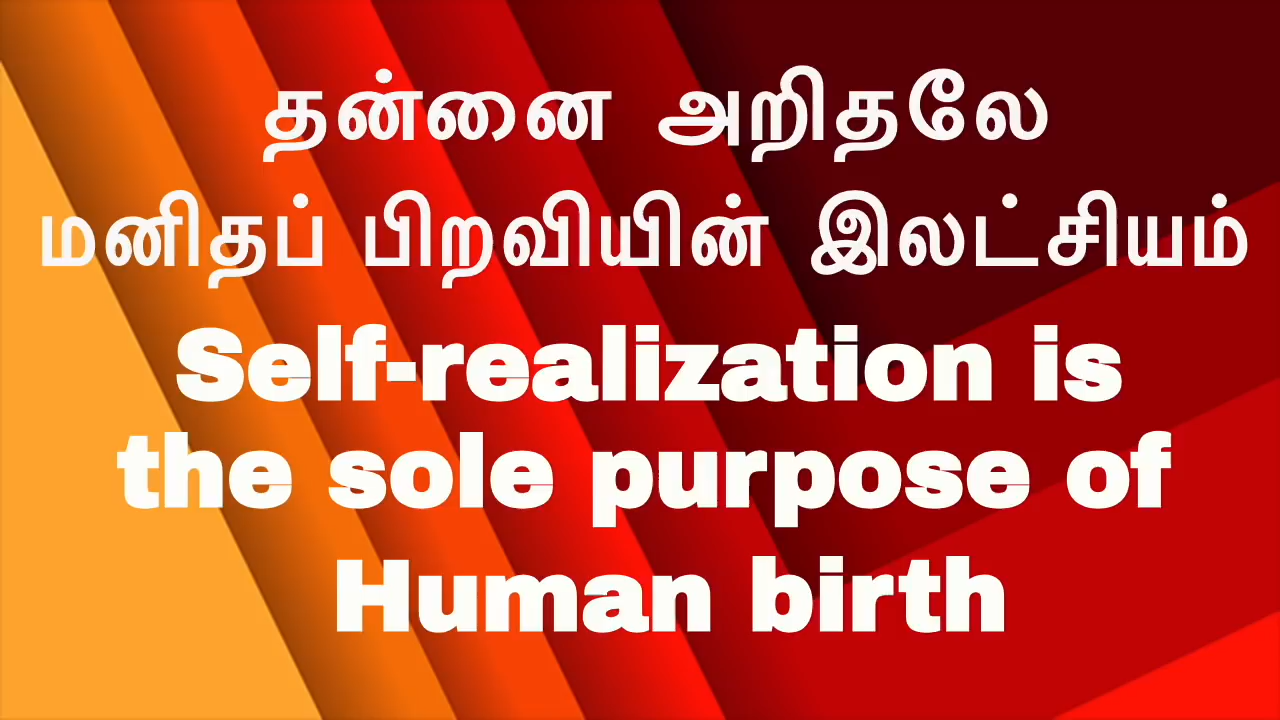 தன்னை அறிதலே
மனிதப் பிறவியின் இலட்சியம்
Self-realization is
the sole purpose of
Human birth